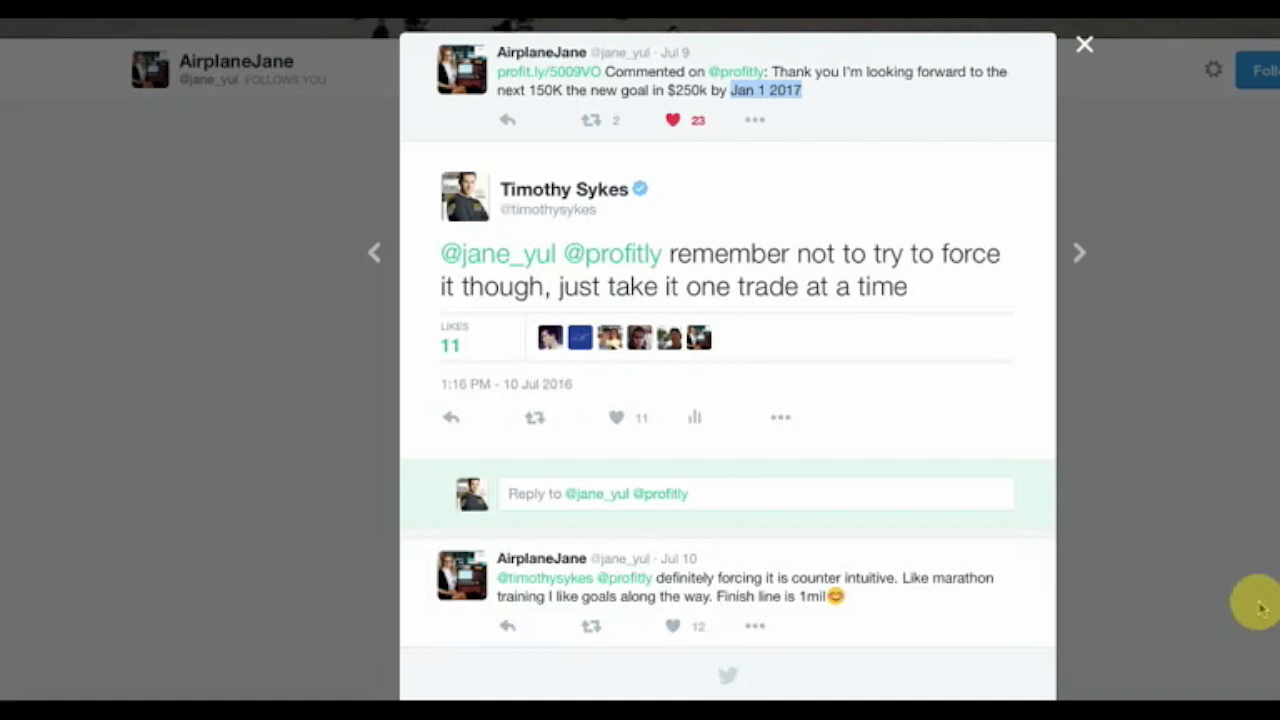 AirplaneJane
@jane_yul FOLLOWS YOU
AirplaneJane @jane_yul · Jul 9
profit.ly/5009VO Commented on @profitly: Thank you I'm looking forward to the
next 150K the new goal in $250k by Jan 1 2017
2
23
Timothy Sykes
@timothysykes
@jane_yul @profitly remember not to try to force
it though, just take it one trade at a time
LIKES
11
1:16 PM - 10 Jul 2016
11
Reply to @jane_yul @profitly
AirplaneJane @jane_yul · Jul 10
@timothysykes @profitly definitely forcing it is counter intuitive. Like marathon
training I like goals along the way. Finish line is 1mil😊
12